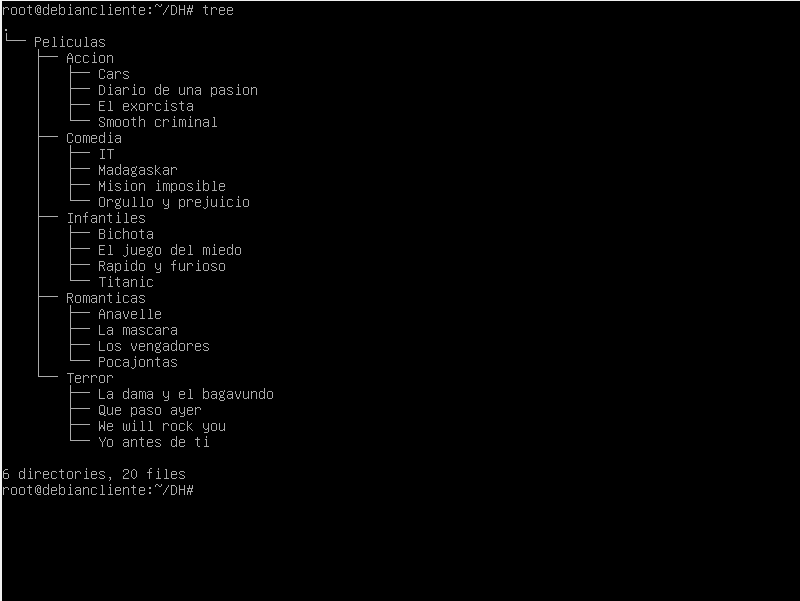 root@debiancliente:~/DH# tree
.
└── Peliculas
    ├── Accion
    │   ├── Cars
    │   ├── Diario de una pasion
    │   ├── El exorcista
    │   └── Smooth criminal
    ├── Comedia
    │   ├── IT
    │   ├── Madagaskar
    │   ├── Mision imposible
    │   └── Orgullo y prejuicio
    ├── Infantiles
    │   ├── Bichota
    │   ├── El juego del miedo
    │   ├── Rapido y furioso
    │   └── Titanic
    ├── Romanticas
    │   ├── Anavelle
    │   ├── La mascara
    │   ├── Los vengadores
    │   └── Pocajontas
    └── Terror
        ├── La dama y el bagavundo
        ├── Que paso ayer
        ├── We will rock you
        └── Yo antes de ti

6 directories, 20 files
root@debiancliente:~/DH#